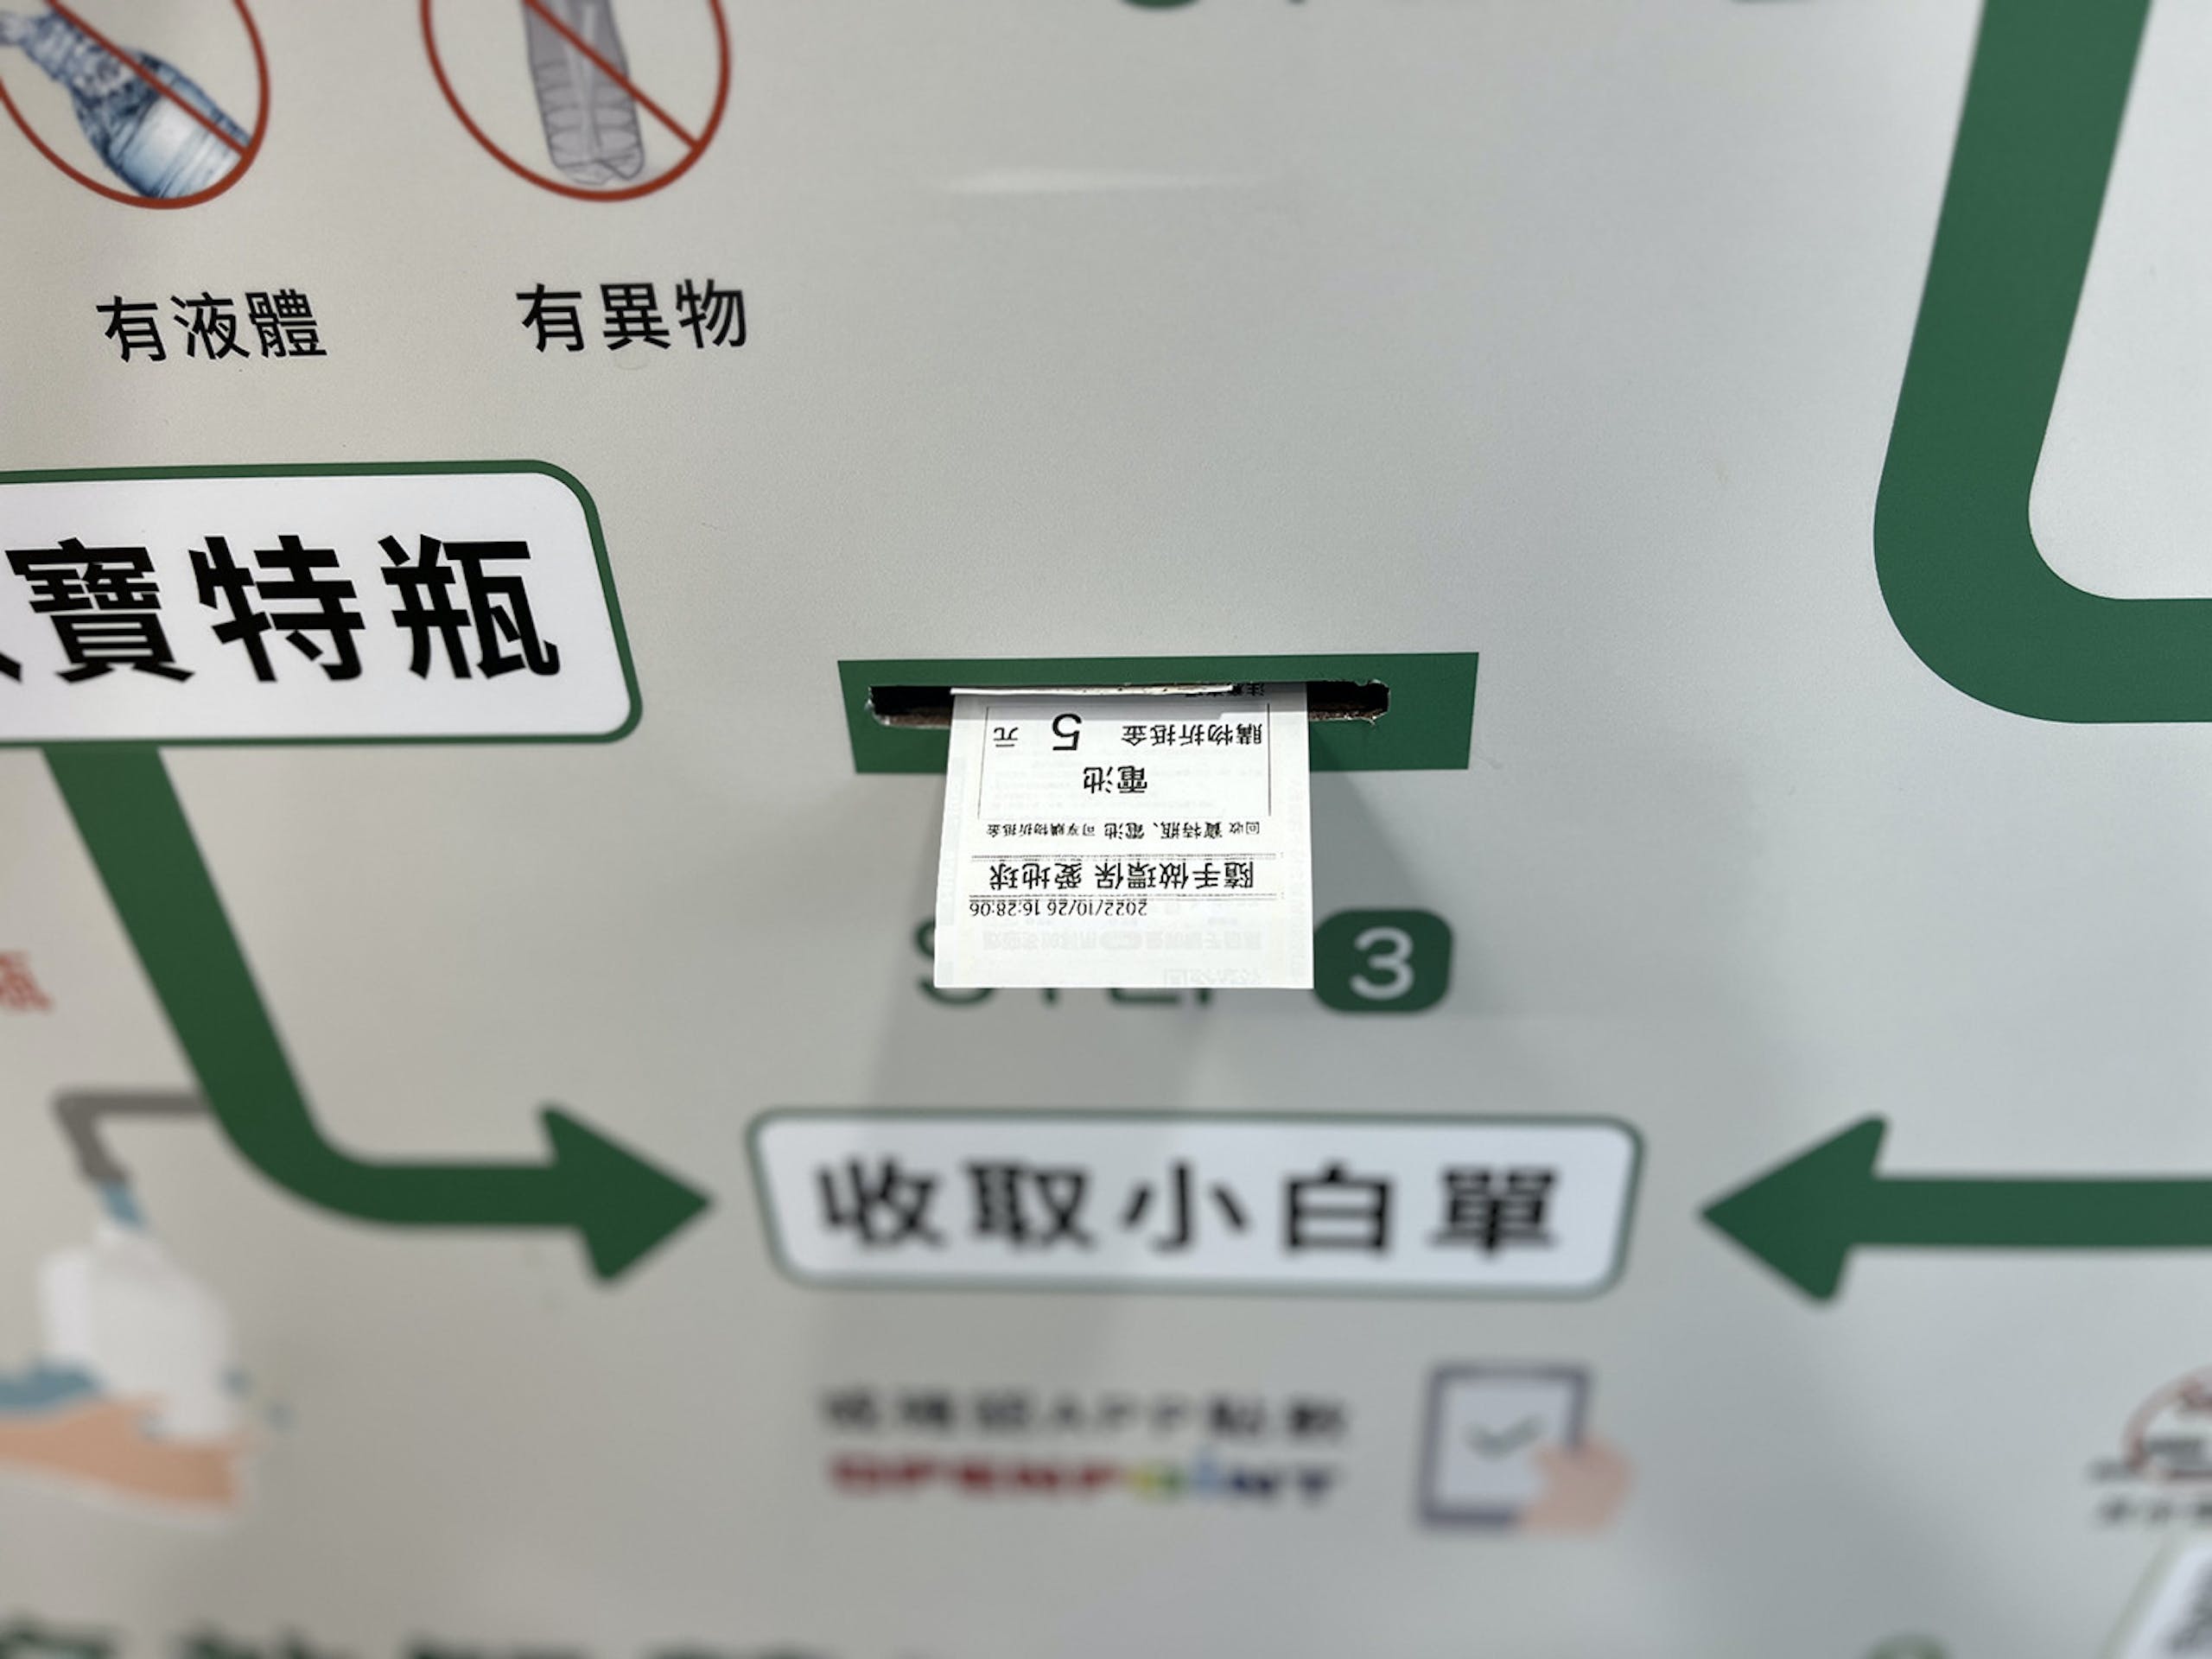 有液體
有異物
寶特瓶
2022/10/26 16:28:06
隨手做環保 愛地球
回收 寶特瓶、電池 可享購物折抵金
電池
購物折抵金 5 元
STEP 3
收取小白單
OPENPOINT